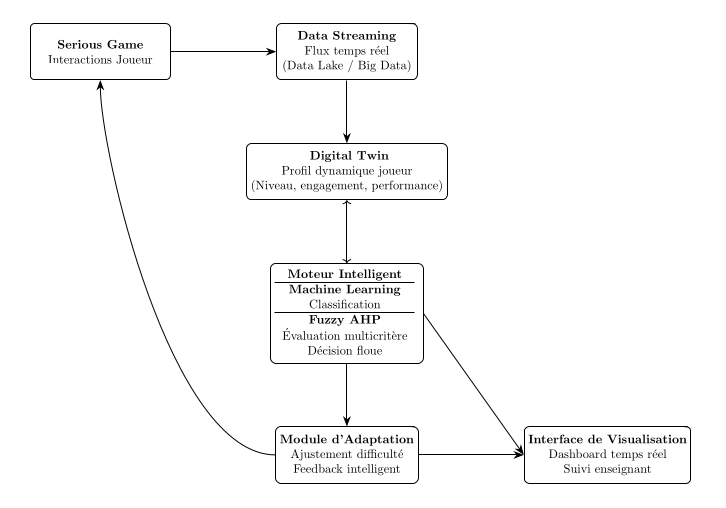 Serious Game
Interactions Joueur
Data Streaming
Flux temps réel
(Data Lake / Big Data)
Digital Twin
Profil dynamique joueur
(Niveau, engagement, performance)
Moteur Intelligent
Machine Learning
Classification
Fuzzy AHP
Évaluation multicritère
Décision floue
Module d'Adaptation
Ajustement difficulté
Feedback intelligent
Interface de Visualisation
Dashboard temps réel
Suivi enseignant